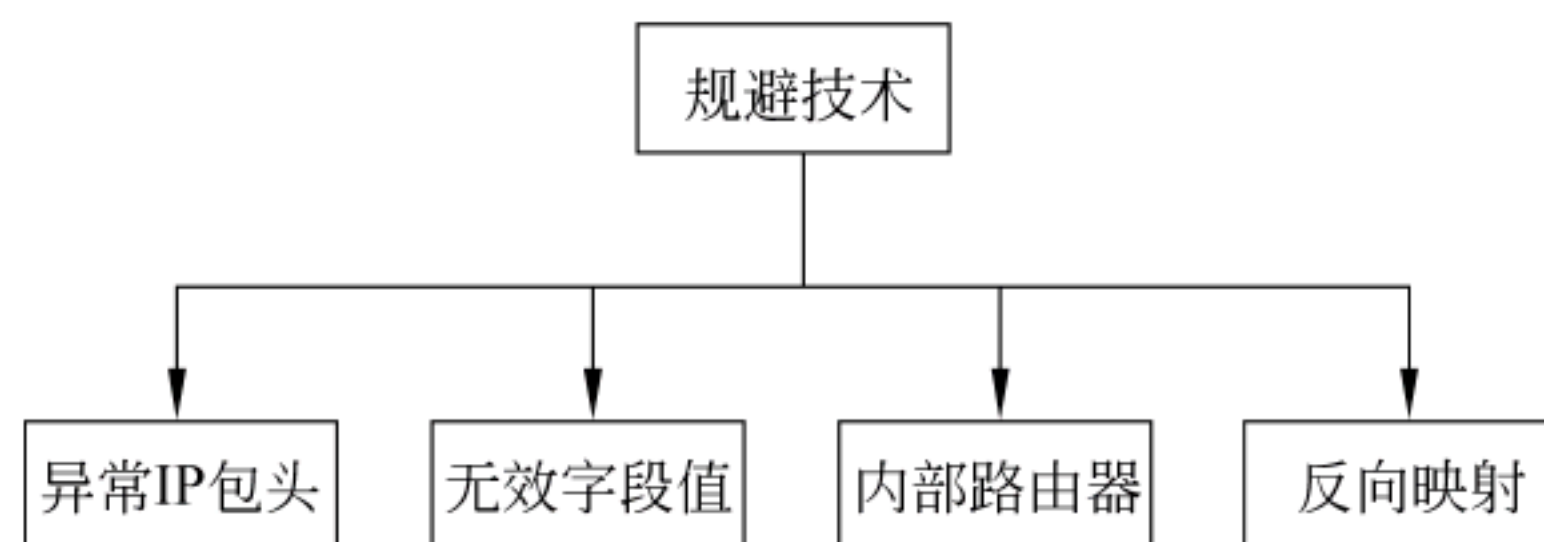 规避技术
异常IP包头
无效字段值
内部路由器
反向映射